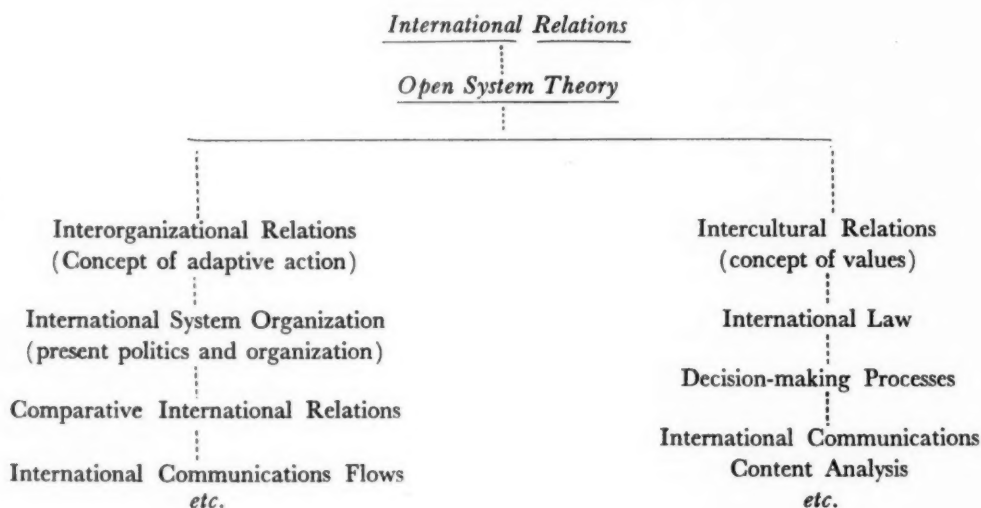 International Relations
Open System Theory
Interorganizational Relations
(Concept of adaptive action)
International System Organization
(present politics and organization)
Comparative International Relations
International Communications Flows
etc.
Intercultural Relations
(concept of values)
International Law
Decision-making Processes
International Communications
Content Analysis
etc.